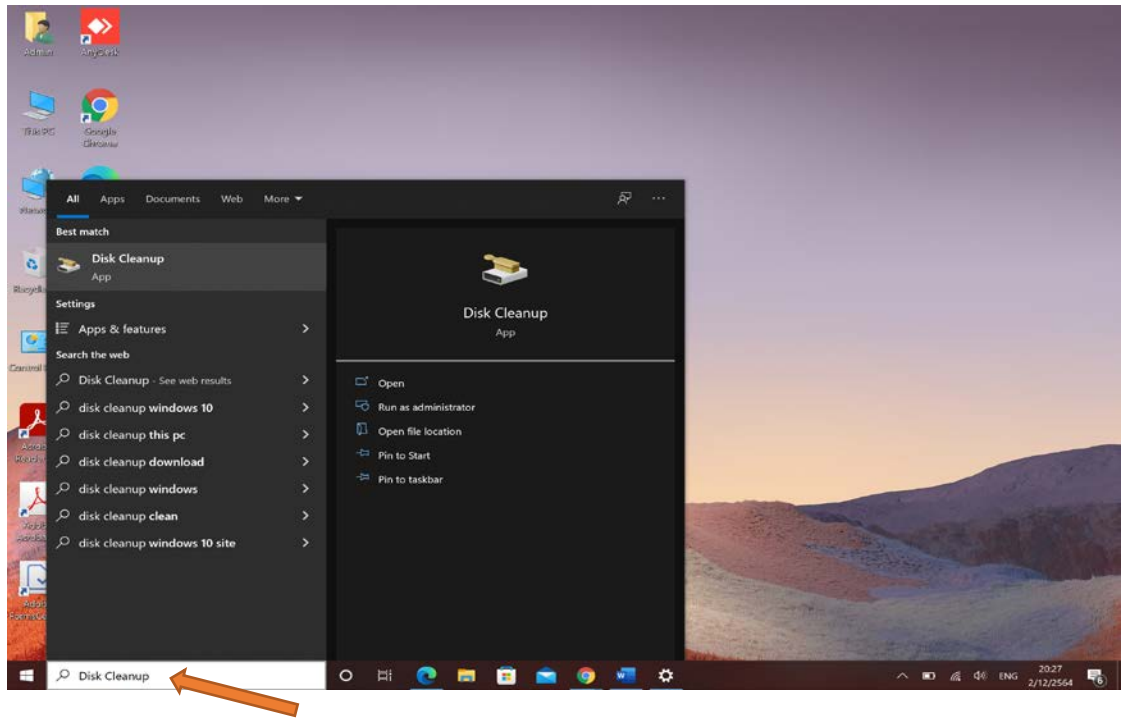 Admin
AnyDesk
This PC
Google
Chrome
All Apps Documents Web More
Best match
Disk Cleanup
App
Settings
Apps & features
Search the web
Disk Cleanup - See web results
disk cleanup windows 10
disk cleanup this pc
disk cleanup download
disk cleanup windows
disk cleanup clean
disk cleanup windows 10 site
Disk Cleanup
App
Open
Run as administrator
Open file location
Pin to Start
Pin to taskbar
Disk Cleanup
ENG
20:27
2/12/2564
6